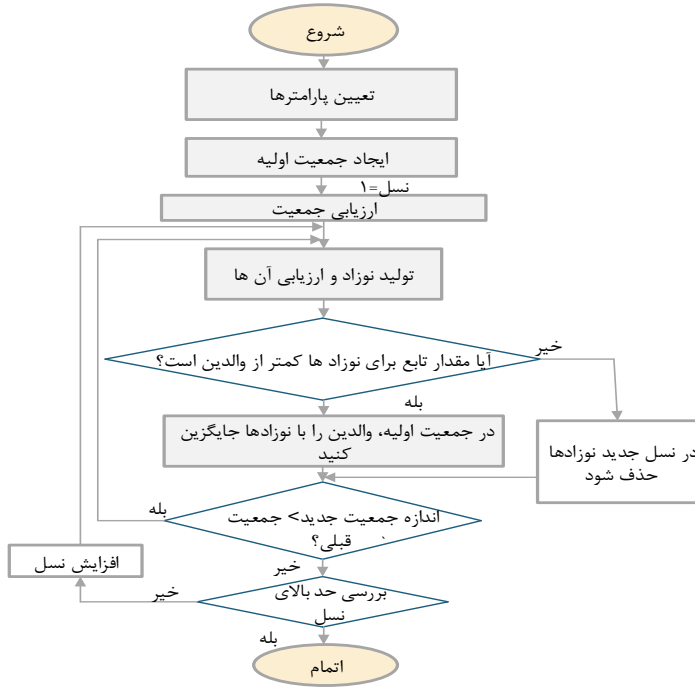 شروع
تعیین پارامترها
ایجاد جمعیت اولیه
نسل=۱
ارزیابی جمعیت
تولید نوزاد و ارزیابی آن ها
آیا مقدار تابع برای نوزاد ها کمتر از والدین است؟
خیر
بله
در جمعیت اولیه، والدین را با نوزادها جایگزین
کنید
در نسل جدید نوزادها
حذف شود
اندازه جمعیت جدید> جمعیت
قبلی؟
بله
خیر
افزایش نسل
بررسی حد بالای
نسل
خیر
بله
اتمام